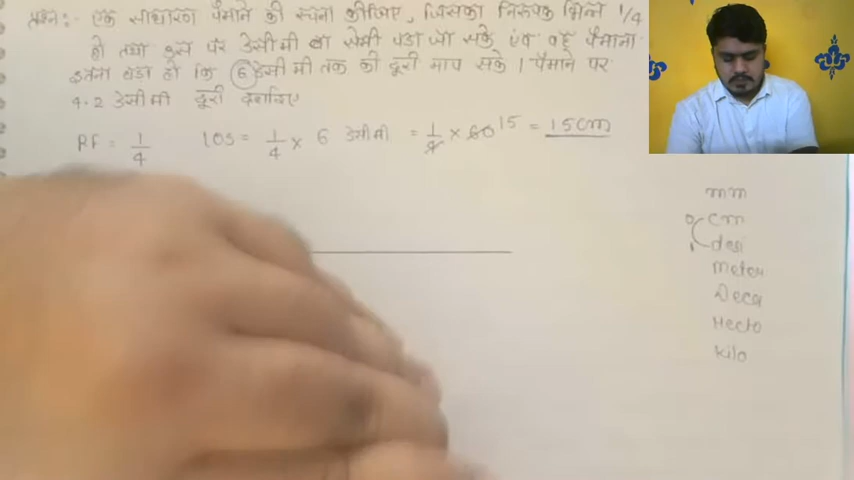 प्रश्न:- एक साधारण पैमाने की रचना कीजिए, जिसका निरूपक भिन्न 1/4
हो तथा इस पर डेसीमी व सेमी पढ़ा जा सके एंव वह पैमाना
इतना बड़ा हो कि 6 डेसीमी तक की दूरी माप सके । पैमाने पर
4.2 डेसीमी दूरी दर्शाइए
RF = 1/4 LOS = 1/4 × 6 डेसीमी = 1/4 × 60 15 = 15cm
mm
cm
desi
meter
Deca
Hecto
Kilo